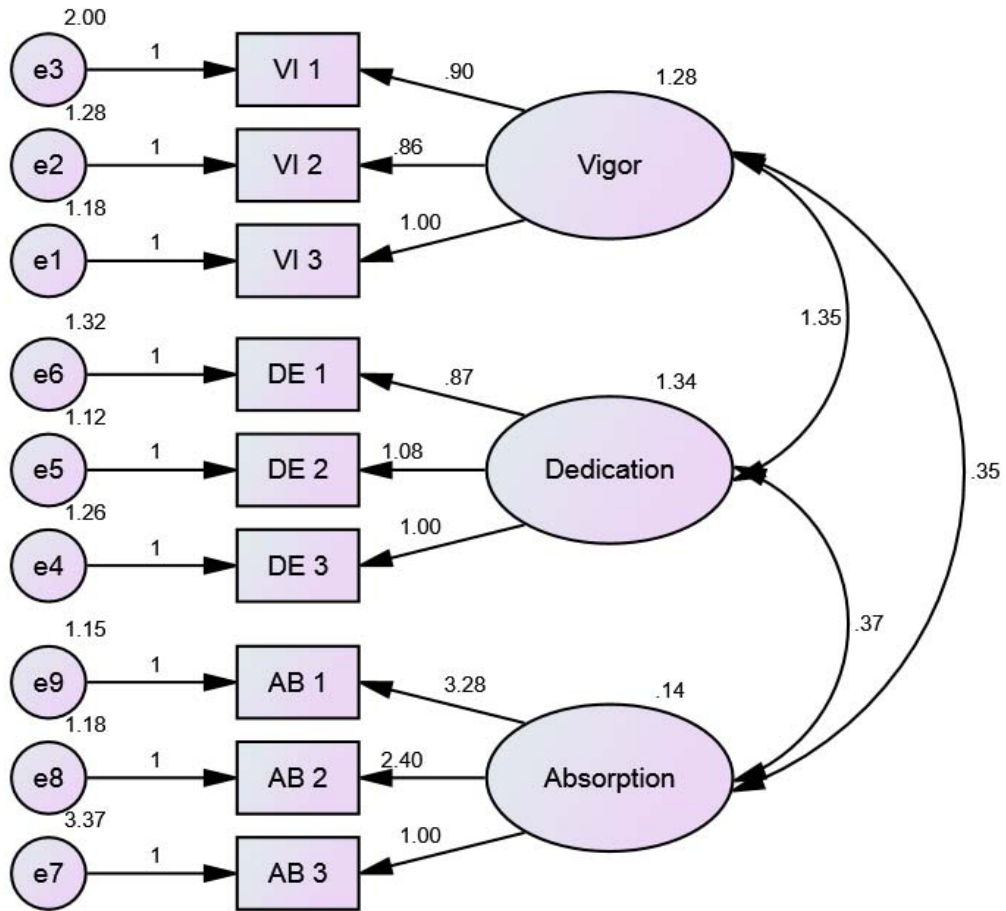 2.00
e3
1
VI 1
.90
1.28
1.28
e2
1
VI 2
.86
Vigor
1.18
e1
1
VI 3
1.00
1.35
1.32
e6
1
DE 1
.87
1.34
1.12
e5
1
DE 2
1.08
Dedication
.35
1.26
e4
1
DE 3
1.00
.37
1.15
e9
1
AB 1
3.28
.14
1.18
e8
1
AB 2
2.40
Absorption
3.37
e7
1
AB 3
1.00